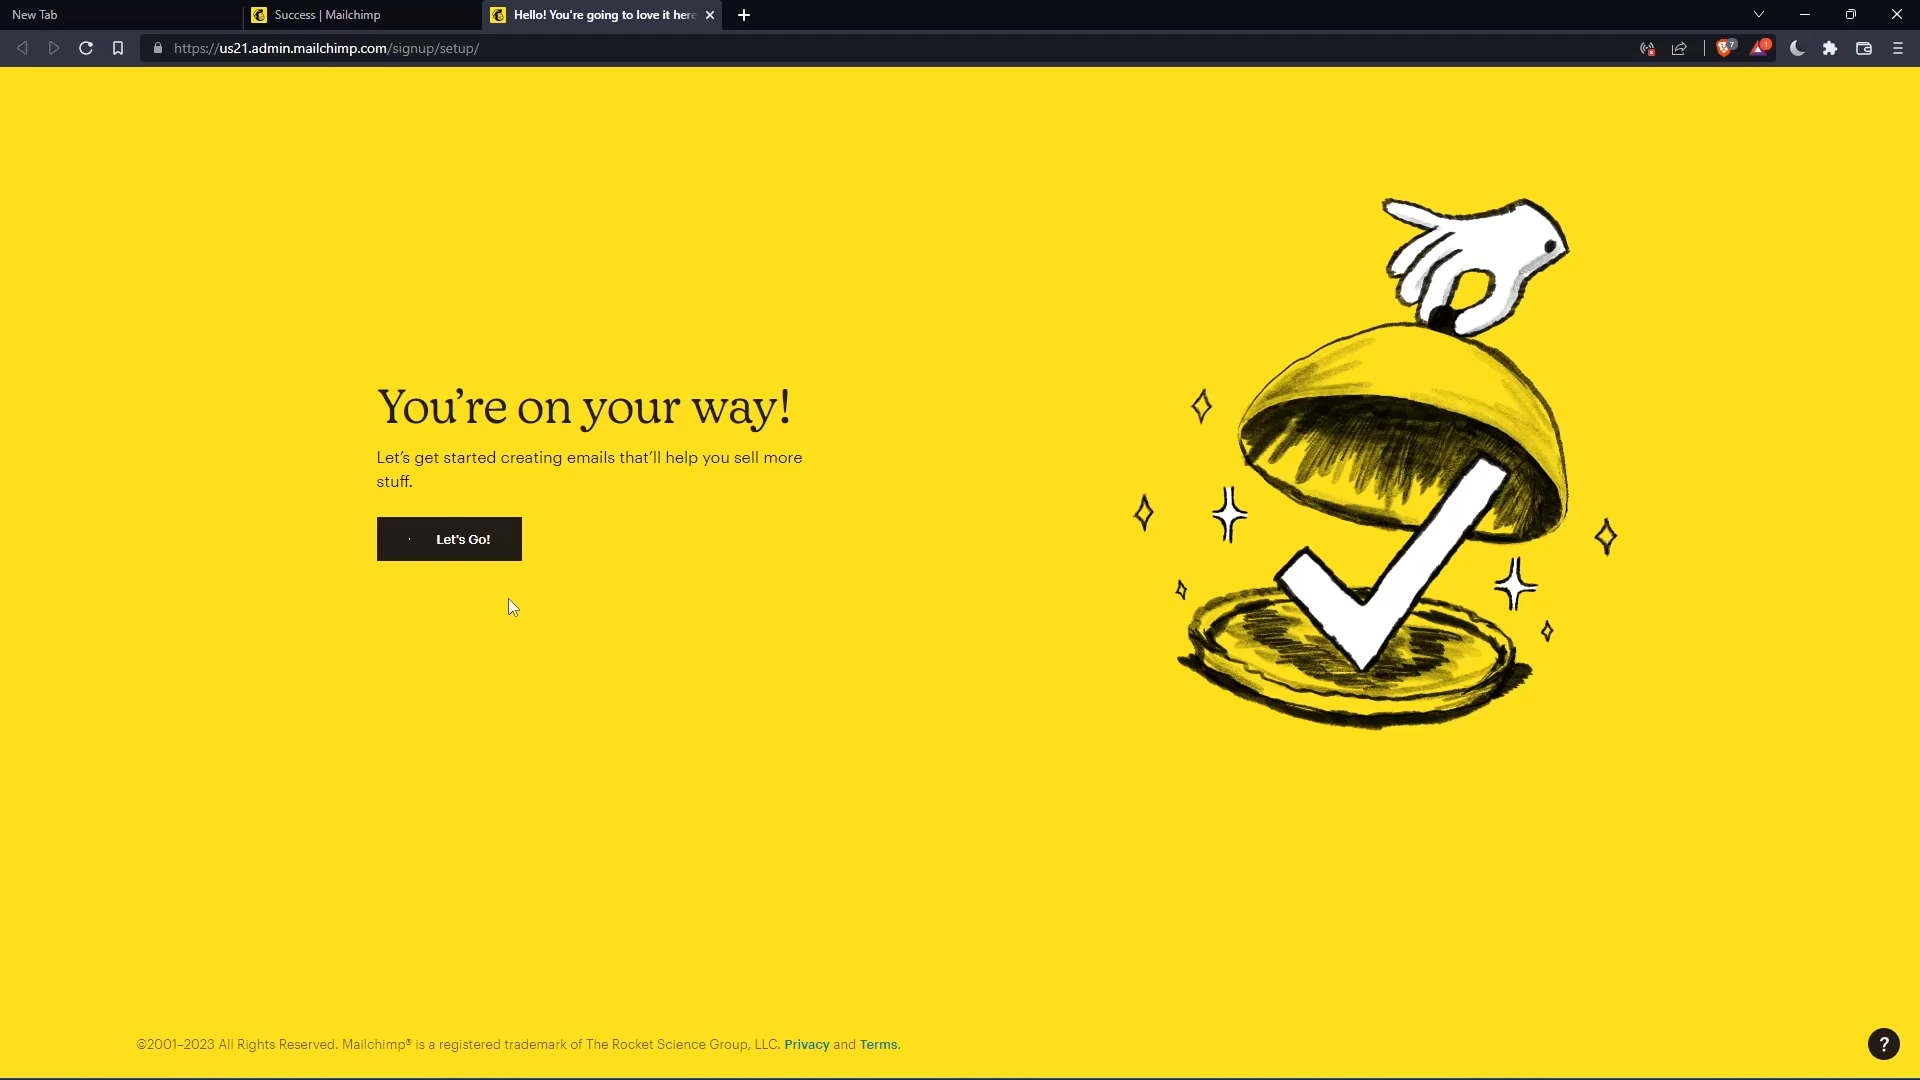 New Tab
Success | Mailchimp
Hello! You're going to love it here
https://us21.admin.mailchimp.com/signup/setup/
7
1
You’re on your way!
Let’s get started creating emails that’ll help you sell more
stuff.
Let's Go!
©2001–2023 All Rights Reserved. Mailchimp® is a registered trademark of The Rocket Science Group, LLC. Privacy and Terms.
?